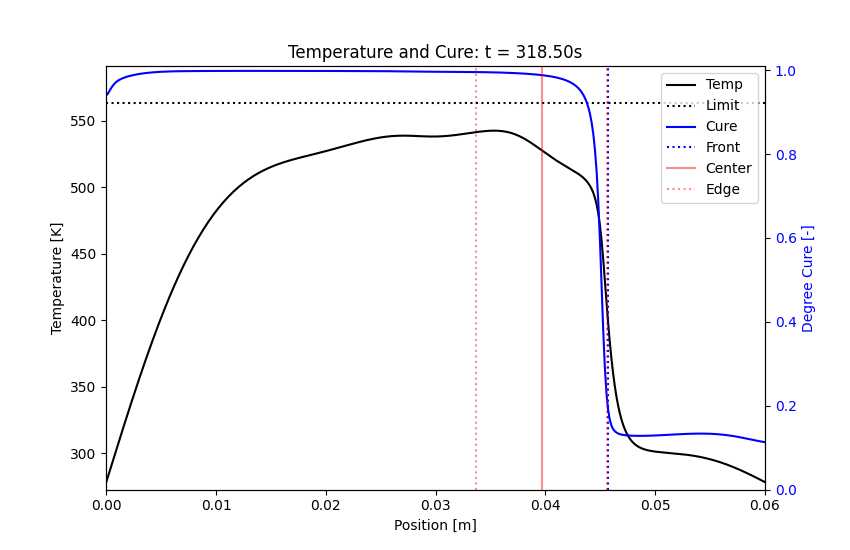 Temperature and Cure: t = 318.50s
Temperature [K]
550
500
450
400
350
300
Temp
Limit
Cure
Front
Center
Edge
1.0
0.8
0.6
0.4
0.2
0.0
Degree Cure [-]
0.00
0.01
0.02
0.03
0.04
0.05
0.06
Position [m]